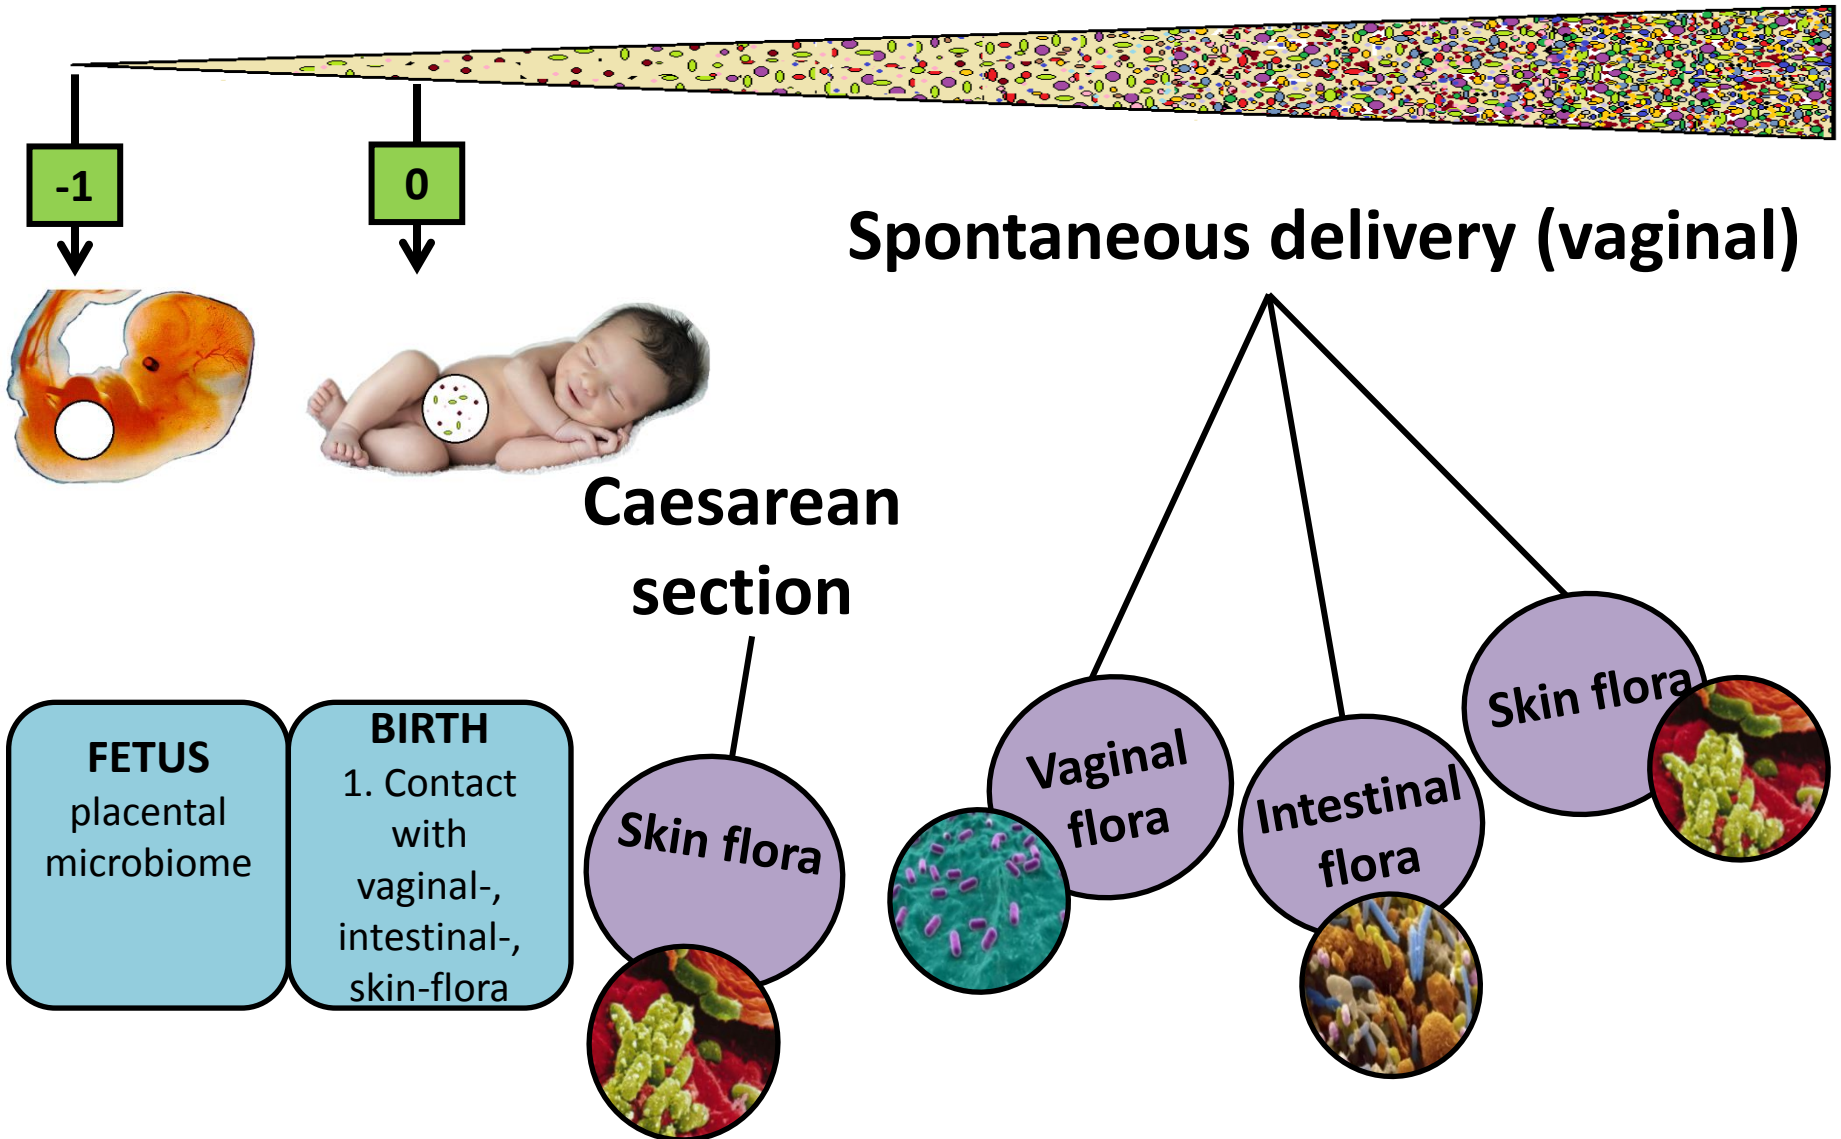 -1
0
Spontaneous delivery (vaginal)
Caesarean
section
FETUS
placental
microbiome
BIRTH
1. Contact
with
vaginal-,
intestinal-,
skin-flora
Skin flora
Vaginal
flora
Intestinal
flora
Skin flora